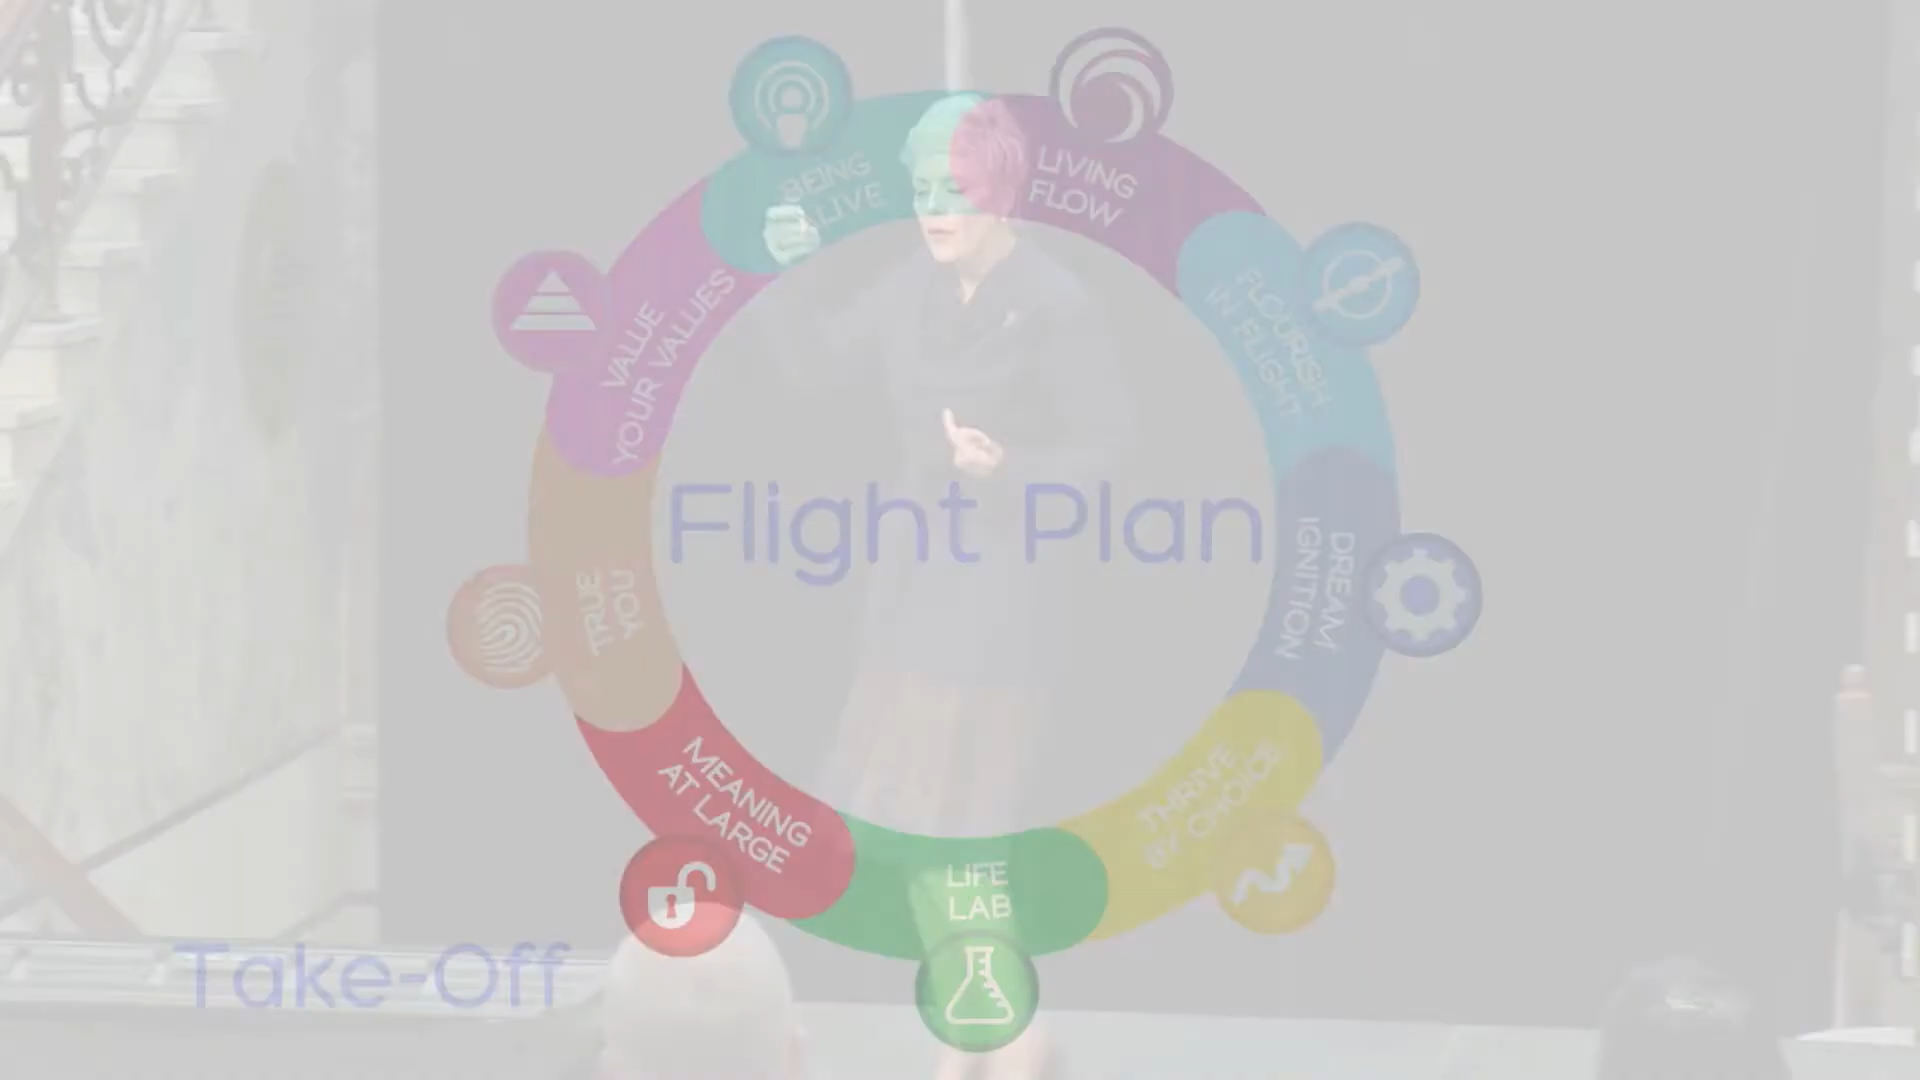 BEING
ALIVE
LIVING
FLOW
FLOURISH
IN FLIGHT
DREAM
IGNITION
THRIVE
BY CHOICE
LIFE
LAB
MEANING
AT LARGE
TRUE
YOU
VALUE
YOUR VALUES
Flight Plan
Take-Off